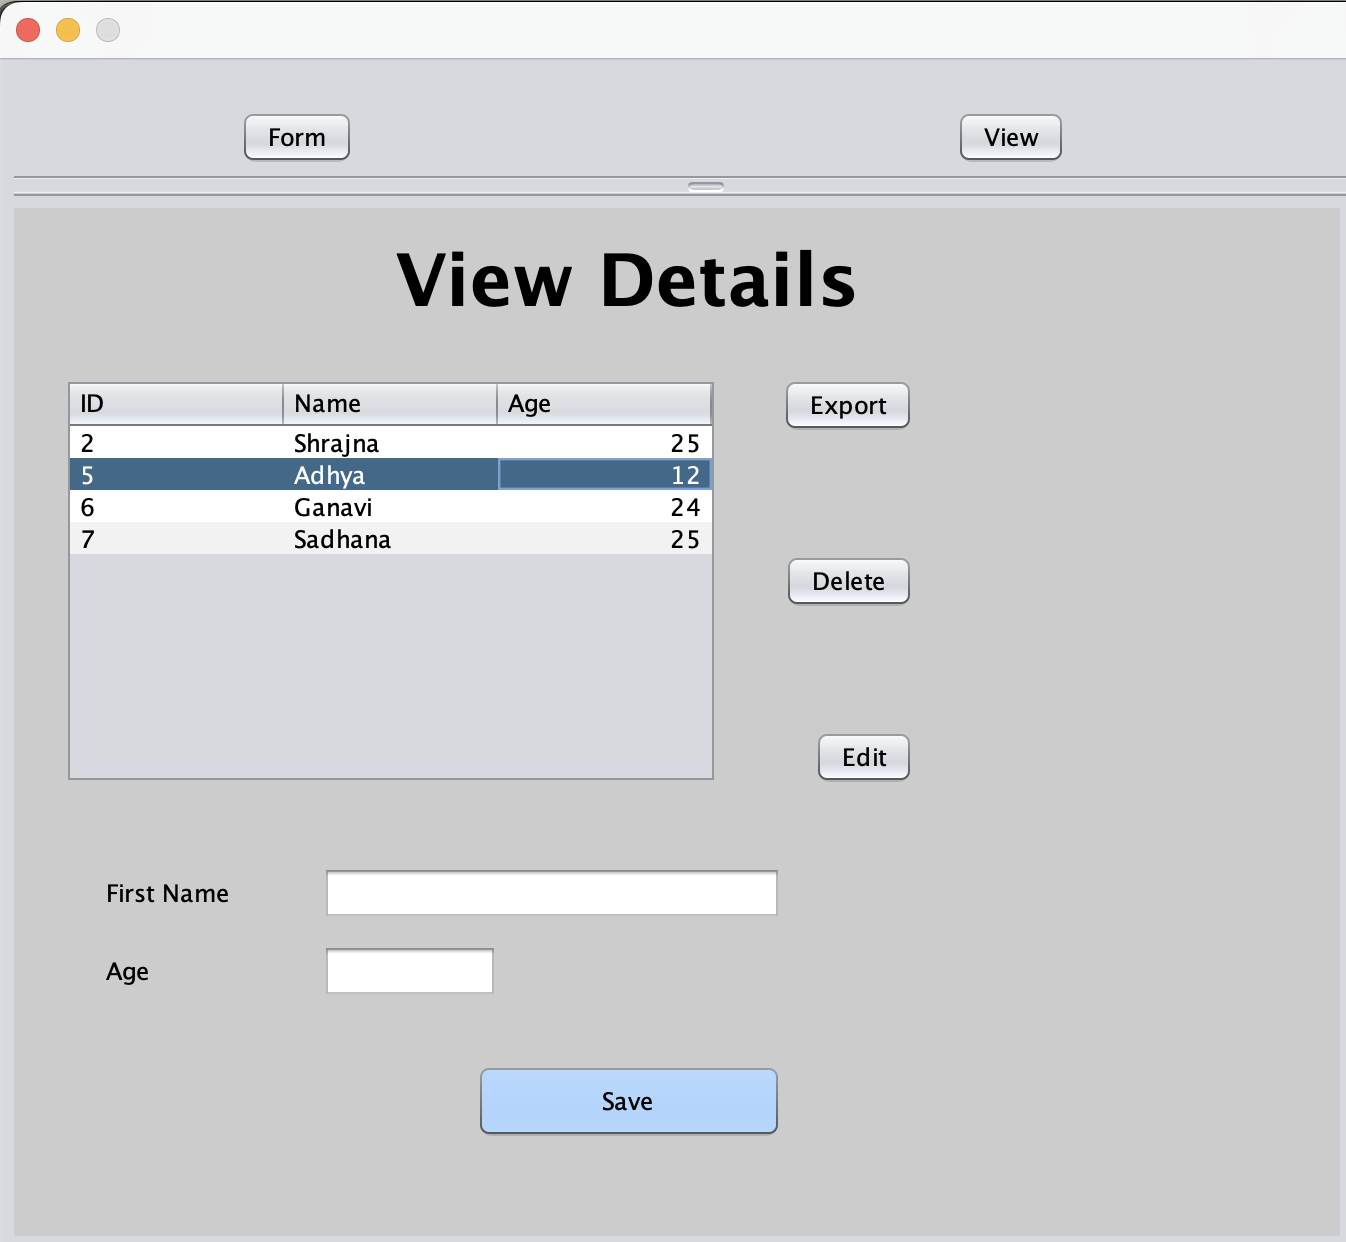 Form View
View Details
ID Name Age
2 Shrajna 25
5 Adhya 12
6 Ganavi 24
7 Sadhana 25
Export
Delete
Edit
First Name
Age
Save